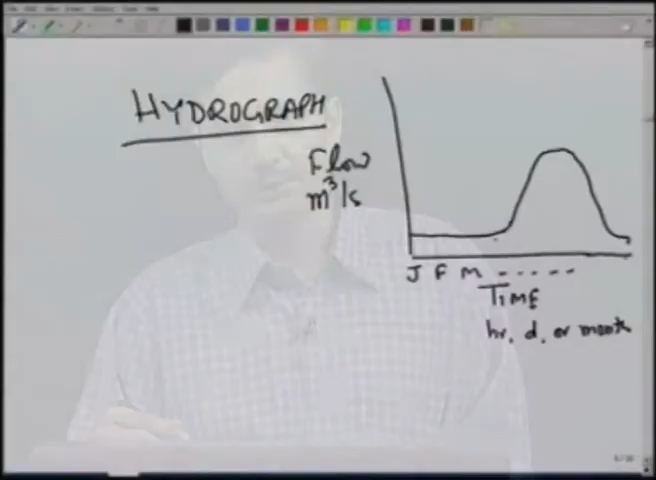 HYDROGRAPH
Flow
m³/s
J F M - - - - -
TIME
hr, d, or month